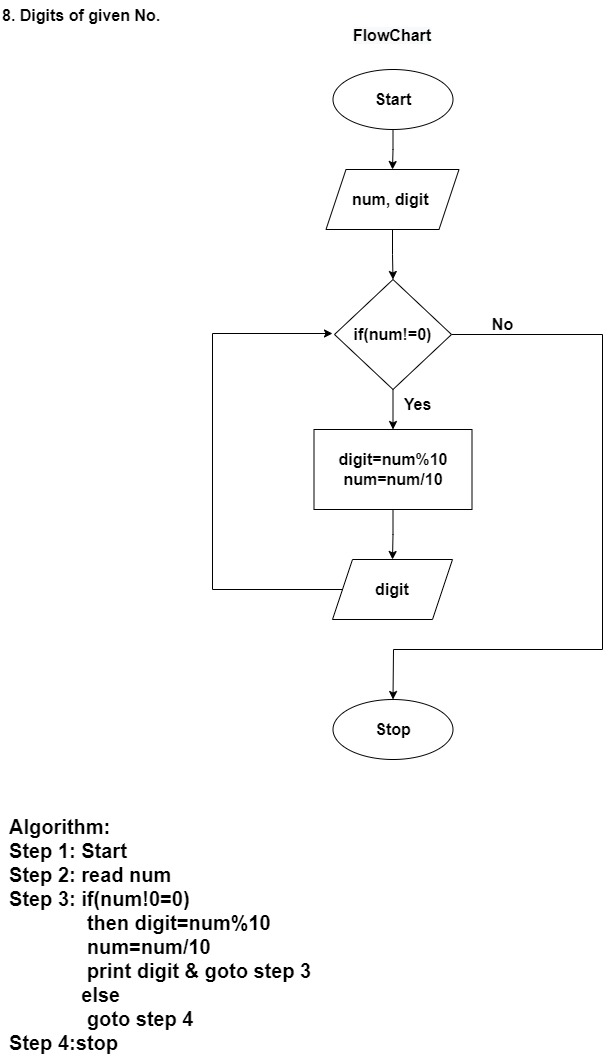 8. Digits of given No.
FlowChart
Start
num, digit
if(num!=0)
No
Yes
digit=num%10
num=num/10
digit
Stop
Algorithm:
Step 1: Start
Step 2: read num
Step 3: if(num!0=0)
then digit=num%10
num=num/10
print digit & goto step 3
else
goto step 4
Step 4:stop